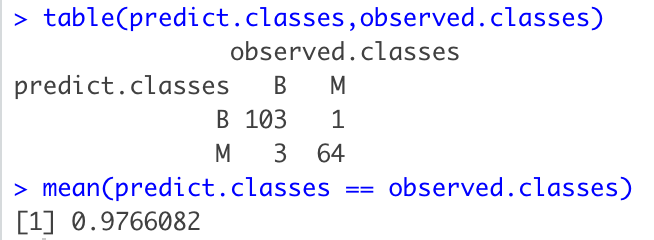 > table(predict.classes,observed.classes)
observed.classes
predict.classes   B   M
B 103   1
M   3  64
> mean(predict.classes == observed.classes)
[1] 0.9766082